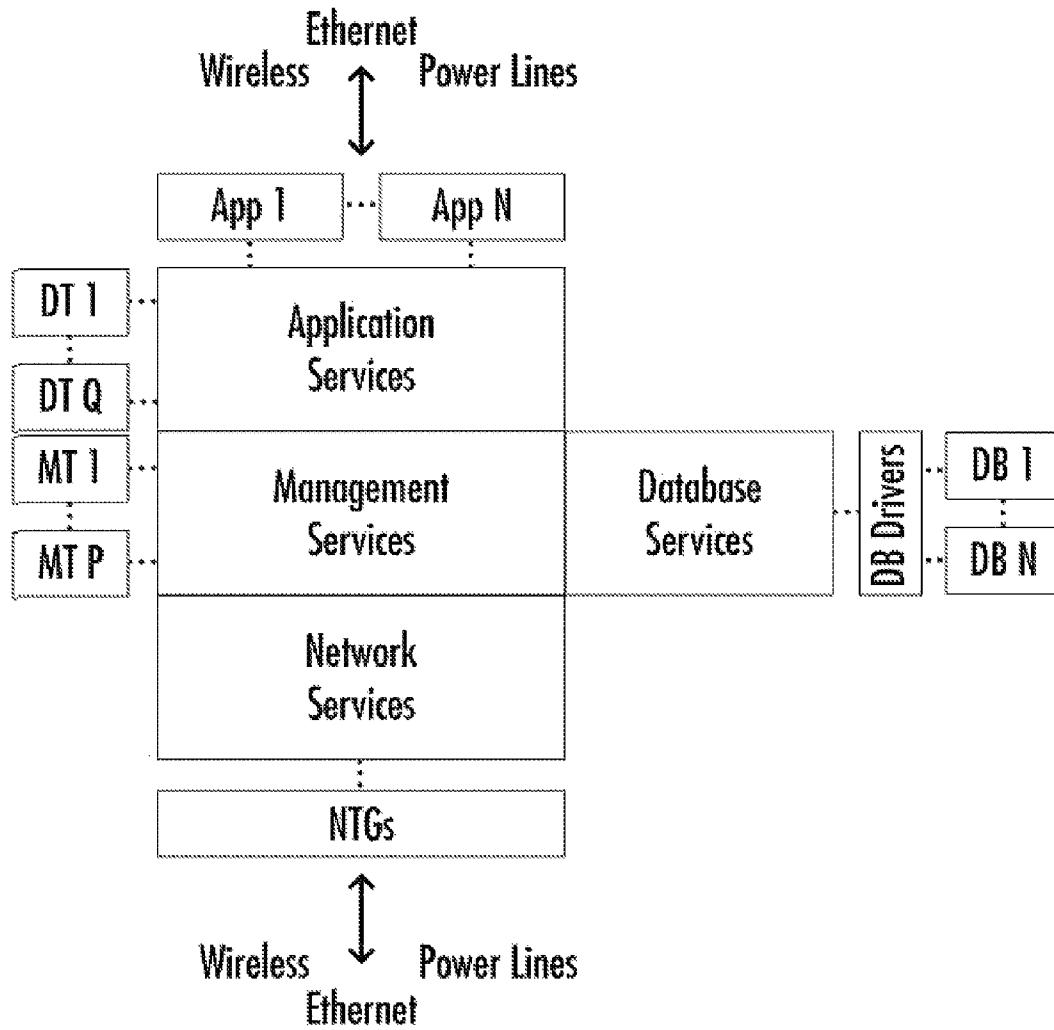 Ethernet
Wireless Power Lines
App 1 App N
DT 1
Application
Services
DT Q
MT 1
Management
Services
Database
Services
DB Drivers
DB 1
MT P
DB N
Network
Services
NTGs
Wireless Power Lines
Ethernet